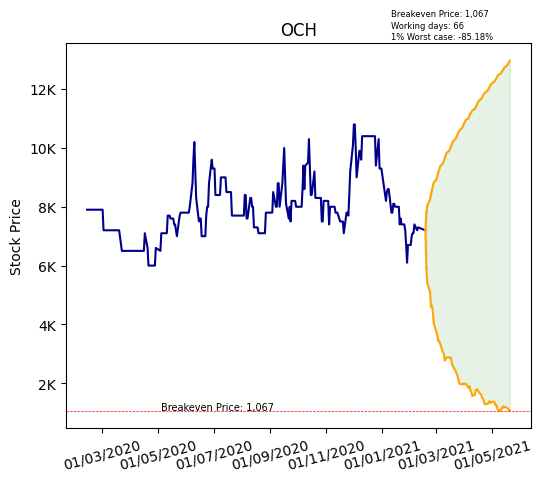 Breakeven Price: 1,067
Working days: 66
1% Worst case: -85.18%
OCH
Stock Price
12K
10K
8K
6K
4K
2K
Breakeven Price: 1,067
01/03/2020
01/05/2020
01/07/2020
01/09/2020
01/11/2020
01/01/2021
01/03/2021
01/05/2021